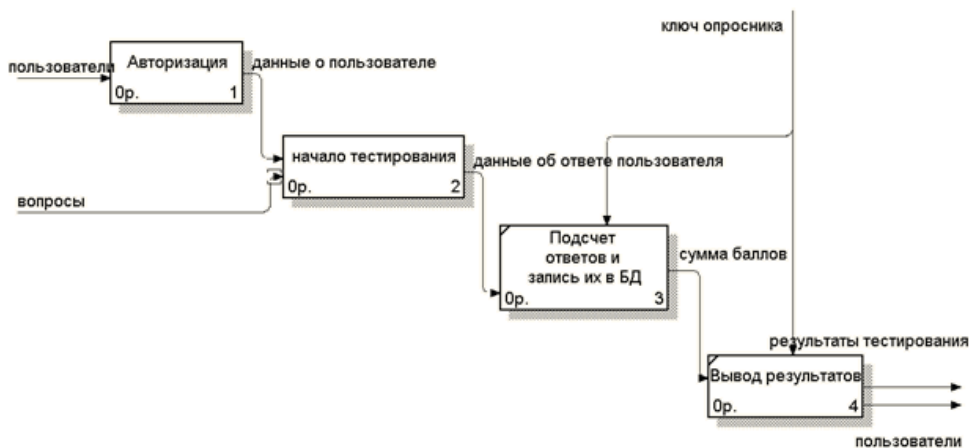 ключ опросника
пользователи
Авторизация
0р. 1
данные о пользователе
начало тестирования
0р. 2
данные об ответе пользователя
вопросы
Подсчет
ответов и
запись их в БД
0р. 3
сумма баллов
результаты тестирования
Вывод результатов
0р. 4
пользователи